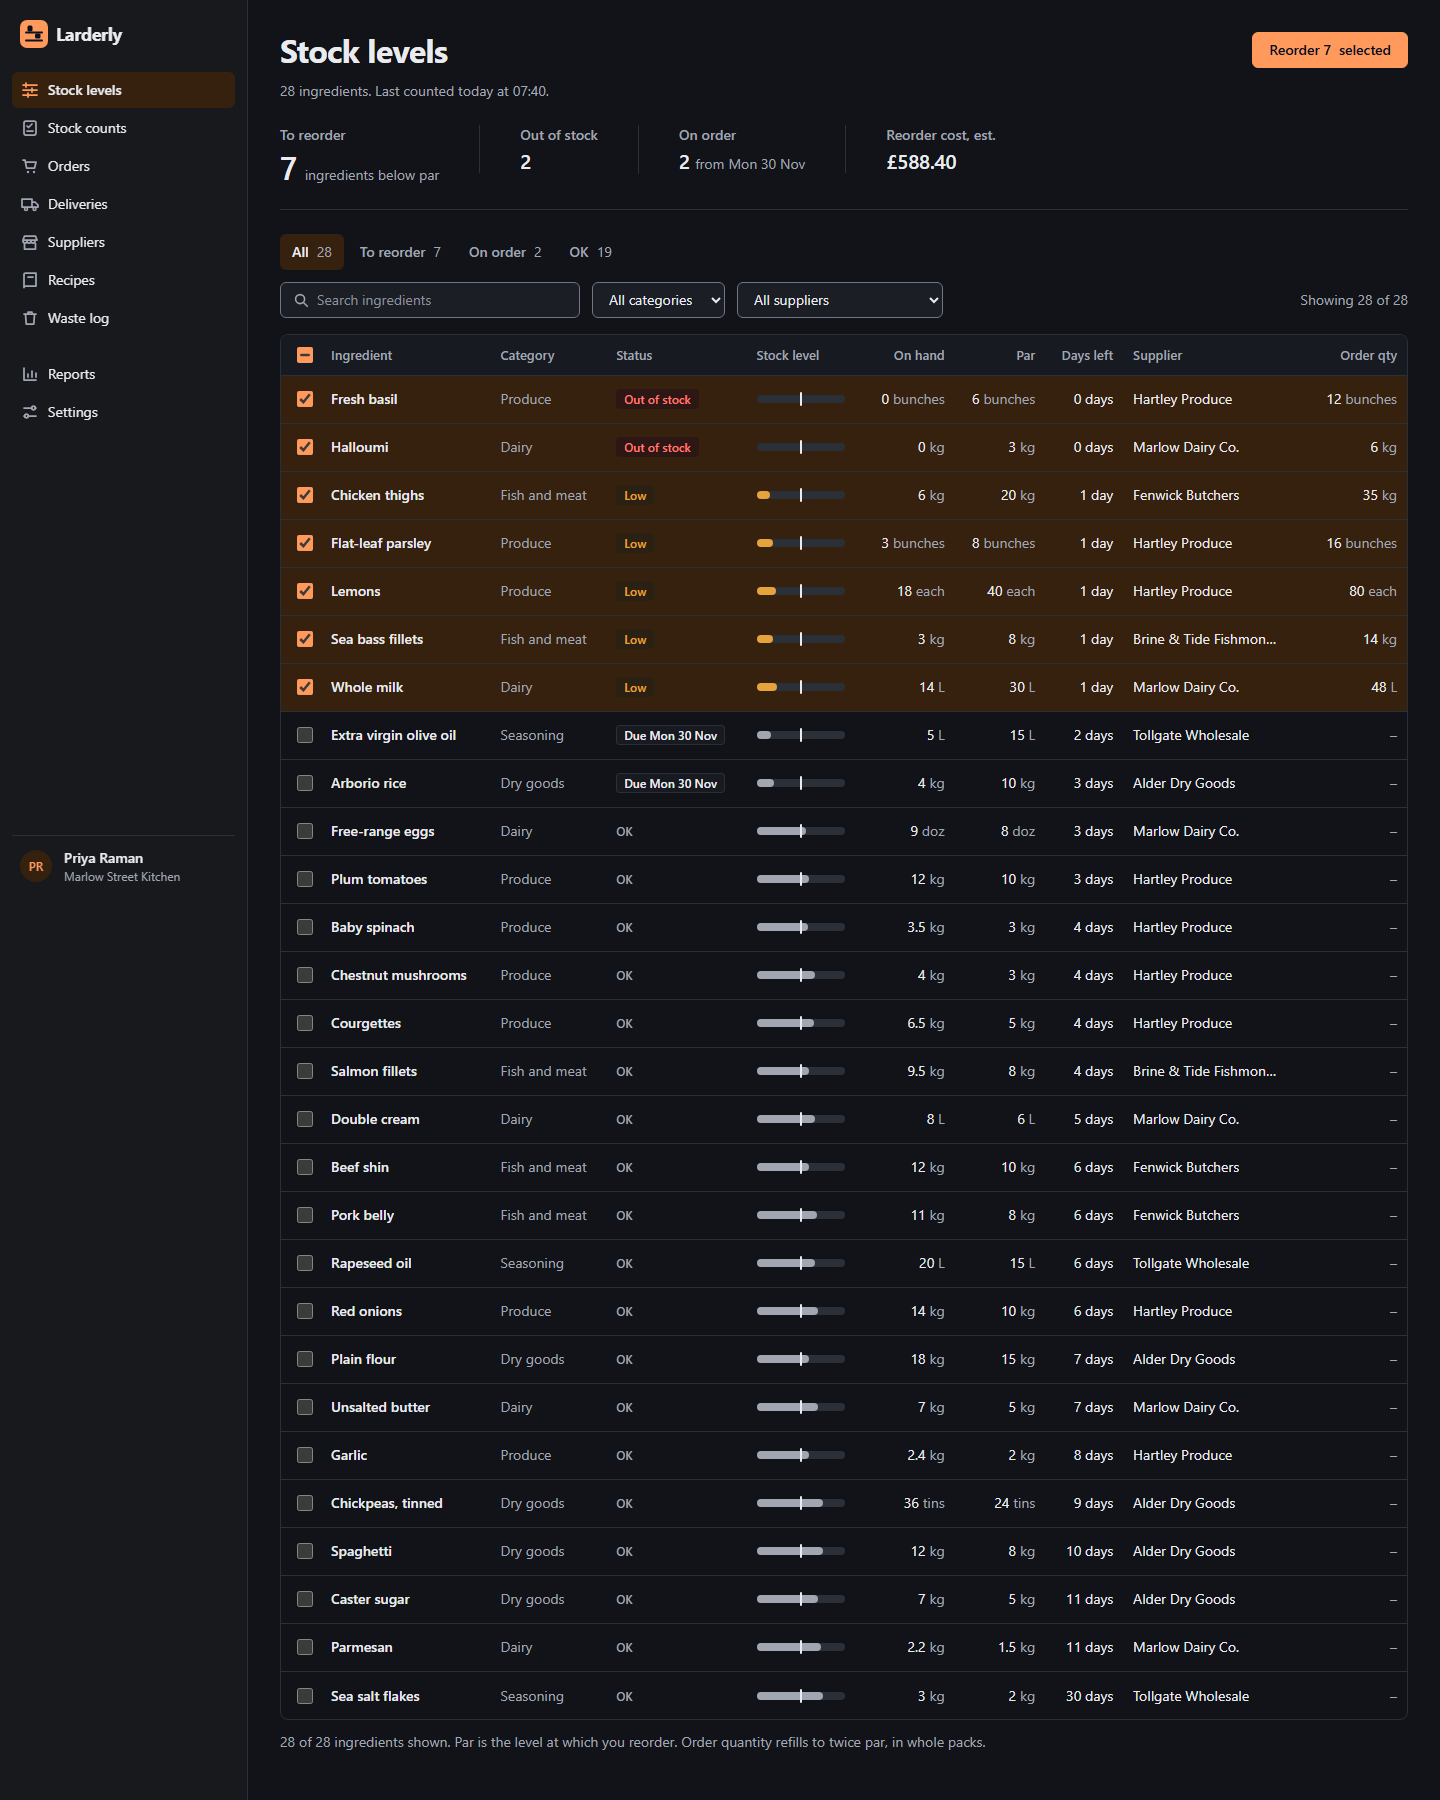 Larderly
Stock levels
Stock counts
Orders
Deliveries
Suppliers
Recipes
Waste log
Reports
Settings
PR
Priya Raman
Marlow Street Kitchen
Stock levels
Reorder 7 selected
28 ingredients. Last counted today at 07:40.
To reorder
7 ingredients below par
Out of stock
2
On order
2 from Mon 30 Nov
Reorder cost, est.
£588.40
All 28 To reorder 7 On order 2 OK 19
Search ingredients All categories All suppliers Showing 28 of 28
Ingredient Category Status Stock level On hand Par Days left Supplier Order qty
Fresh basil Produce Out of stock 0 bunches 6 bunches 0 days Hartley Produce 12 bunches
Halloumi Dairy Out of stock 0 kg 3 kg 0 days Marlow Dairy Co. 6 kg
Chicken thighs Fish and meat Low 6 kg 20 kg 1 day Fenwick Butchers 35 kg
Flat-leaf parsley Produce Low 3 bunches 8 bunches 1 day Hartley Produce 16 bunches
Lemons Produce Low 18 each 40 each 1 day Hartley Produce 80 each
Sea bass fillets Fish and meat Low 3 kg 8 kg 1 day Brine & Tide Fishmon... 14 kg
Whole milk Dairy Low 14 L 30 L 1 day Marlow Dairy Co. 48 L
Extra virgin olive oil Seasoning Due Mon 30 Nov 5 L 15 L 2 days Tollgate Wholesale –
Arborio rice Dry goods Due Mon 30 Nov 4 kg 10 kg 3 days Alder Dry Goods –
Free-range eggs Dairy OK 9 doz 8 doz 3 days Marlow Dairy Co. –
Plum tomatoes Produce OK 12 kg 10 kg 3 days Hartley Produce –
Baby spinach Produce OK 3.5 kg 3 kg 4 days Hartley Produce –
Chestnut mushrooms Produce OK 4 kg 3 kg 4 days Hartley Produce –
Courgettes Produce OK 6.5 kg 5 kg 4 days Hartley Produce –
Salmon fillets Fish and meat OK 9.5 kg 8 kg 4 days Brine & Tide Fishmon... –
Double cream Dairy OK 8 L 6 L 5 days Marlow Dairy Co. –
Beef shin Fish and meat OK 12 kg 10 kg 6 days Fenwick Butchers –
Pork belly Fish and meat OK 11 kg 8 kg 6 days Fenwick Butchers –
Rapeseed oil Seasoning OK 20 L 15 L 6 days Tollgate Wholesale –
Red onions Produce OK 14 kg 10 kg 6 days Hartley Produce –
Plain flour Dry goods OK 18 kg 15 kg 7 days Alder Dry Goods –
Unsalted butter Dairy OK 7 kg 5 kg 7 days Marlow Dairy Co. –
Garlic Produce OK 2.4 kg 2 kg 8 days Hartley Produce –
Chickpeas, tinned Dry goods OK 36 tins 24 tins 9 days Alder Dry Goods –
Spaghetti Dry goods OK 12 kg 8 kg 10 days Alder Dry Goods –
Caster sugar Dry goods OK 7 kg 5 kg 11 days Alder Dry Goods –
Parmesan Dairy OK 2.2 kg 1.5 kg 11 days Marlow Dairy Co. –
Sea salt flakes Seasoning OK 3 kg 2 kg 30 days Tollgate Wholesale –
28 of 28 ingredients shown. Par is the level at which you reorder. Order quantity refills to twice par, in whole packs.